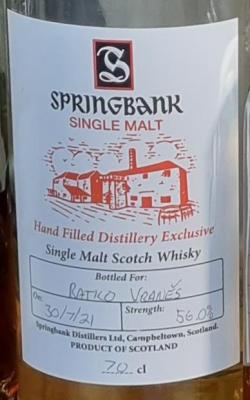 S
SPRINGBANK
SINGLE MALT
Hand Filled Distillery Exclusive
Single Malt Scotch Whisky
Bottled For:
RATKO VRANEŠ
On: 30/7/21 Strength: 56.0%
Springbank Distillers Ltd, Campbeltown, Scotland.
PRODUCT OF SCOTLAND
70 cl